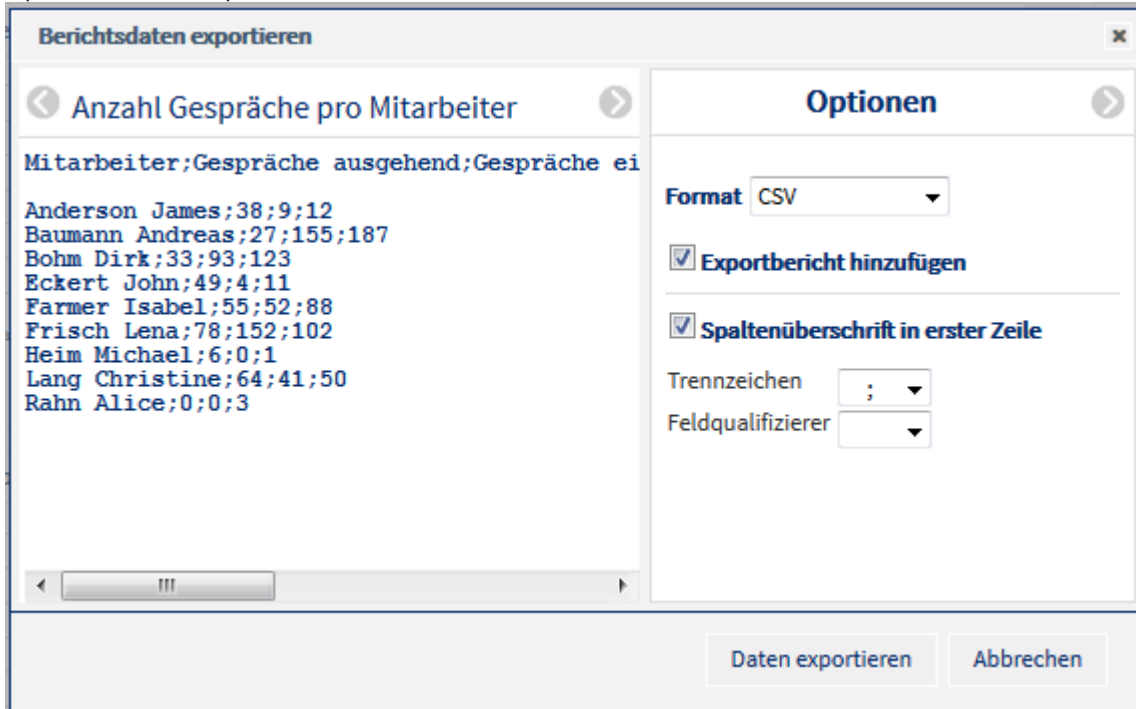 Berichtsdaten exportieren
Anzahl Gespräche pro Mitarbeiter
Mitarbeiter;Gespräche ausgehend;Gespräche ei
Anderson James;38;9;12
Baumann Andreas;27;155;187
Bohm Dirk;33;93;123
Eckert John;49;4;11
Farmer Isabel;55;52;88
Frisch Lena;78;152;102
Heim Michael;6;0;1
Lang Christine;64;41;50
Rahn Alice;0;0;3
Optionen
Format CSV
Exportbericht hinzufügen
Spaltenüberschrift in erster Zeile
Trennzeichen ;
Feldqualifizierer
Daten exportieren Abbrechen